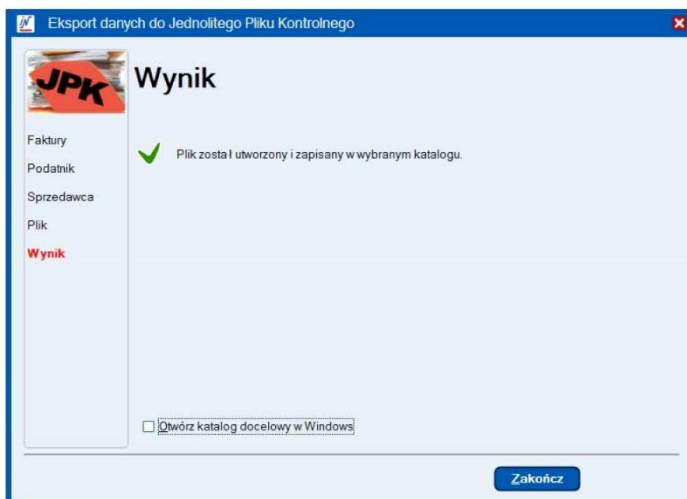 Eksport danych do Jednolitego Pliku Kontrolnego
JPK
Wynik
Faktury
Podatnik
Sprzedawca
Plik
Wynik
Plik został utworzony i zapisany w wybranym katalogu.
Otwórz katalog docelowy w Windows
Zakończ